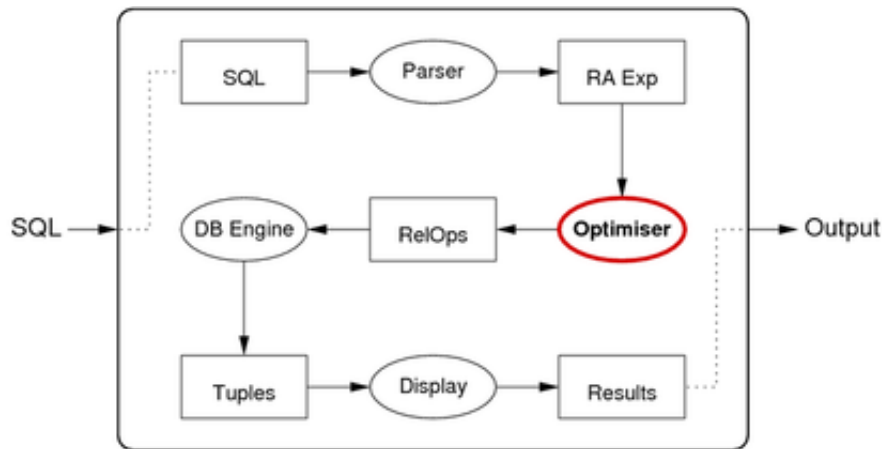 SQL
Parser
RA Exp
SQL
DB Engine
RelOps
Optimiser
Output
Tuples
Display
Results